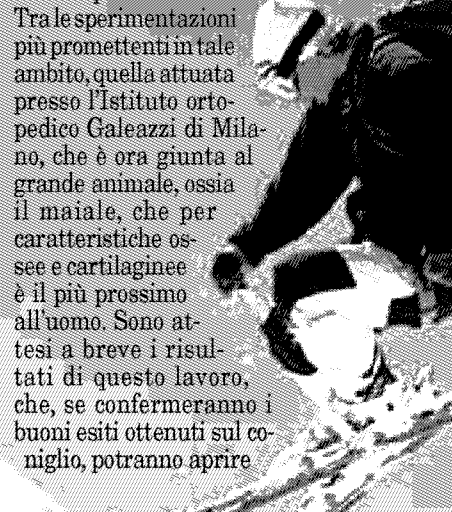 Tra le sperimentazioni
più promettenti in tale
ambito, quella attuata
presso l'Istituto orto-
pedico Galeazzi di Mila-
no, che è ora giunta al
grande animale, ossia
il maiale, che per
caratteristiche os-
see e cartilaginee
è il più prossimo
all'uomo. Sono at-
tesi a breve i risul-
tati di questo lavoro,
che, se confermeranno i
buoni esiti ottenuti sul co-
niglio, potranno aprire